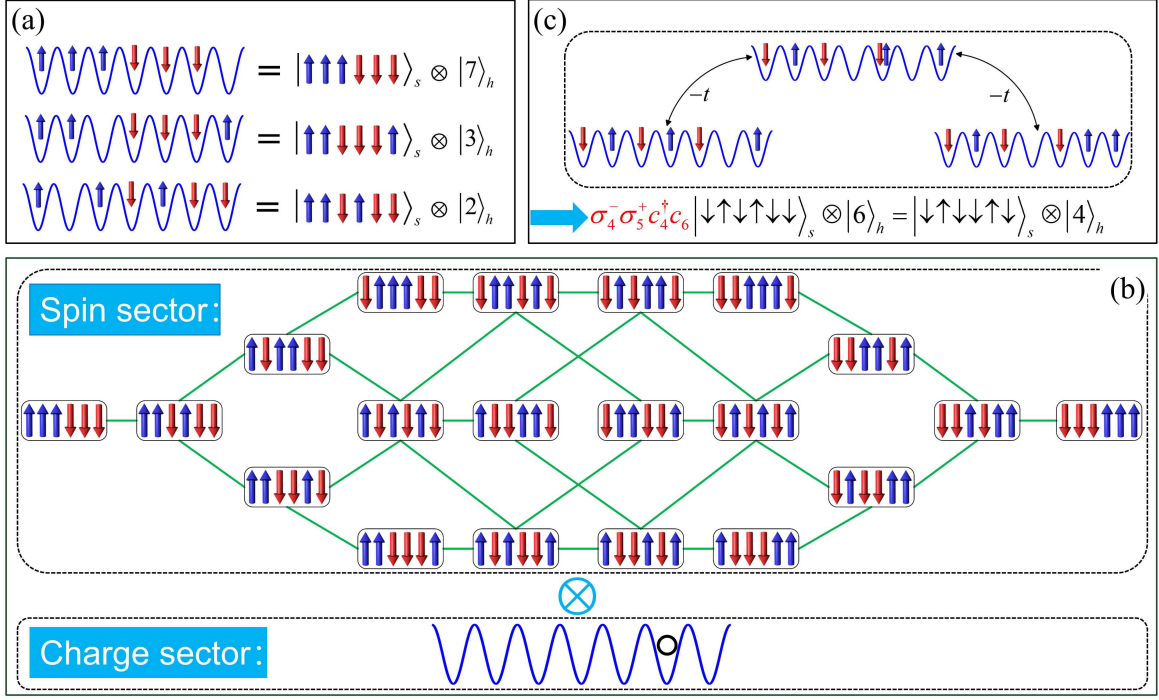 (a)
= |↑↑↑↓↓↓⟩s ⊗ |7⟩h
= |↑↑↓↓↓↑⟩s ⊗ |3⟩h
= |↑↑↓↑↓↓⟩s ⊗ |2⟩h
(c)
−t
−t
σ₄⁻σ₅⁺c₄†c₆|↓↑↓↑↓↓⟩s ⊗ |6⟩h = |↓↑↓↓↑↓⟩s ⊗ |4⟩h
(b)
Spin sector:
⊗
Charge sector: